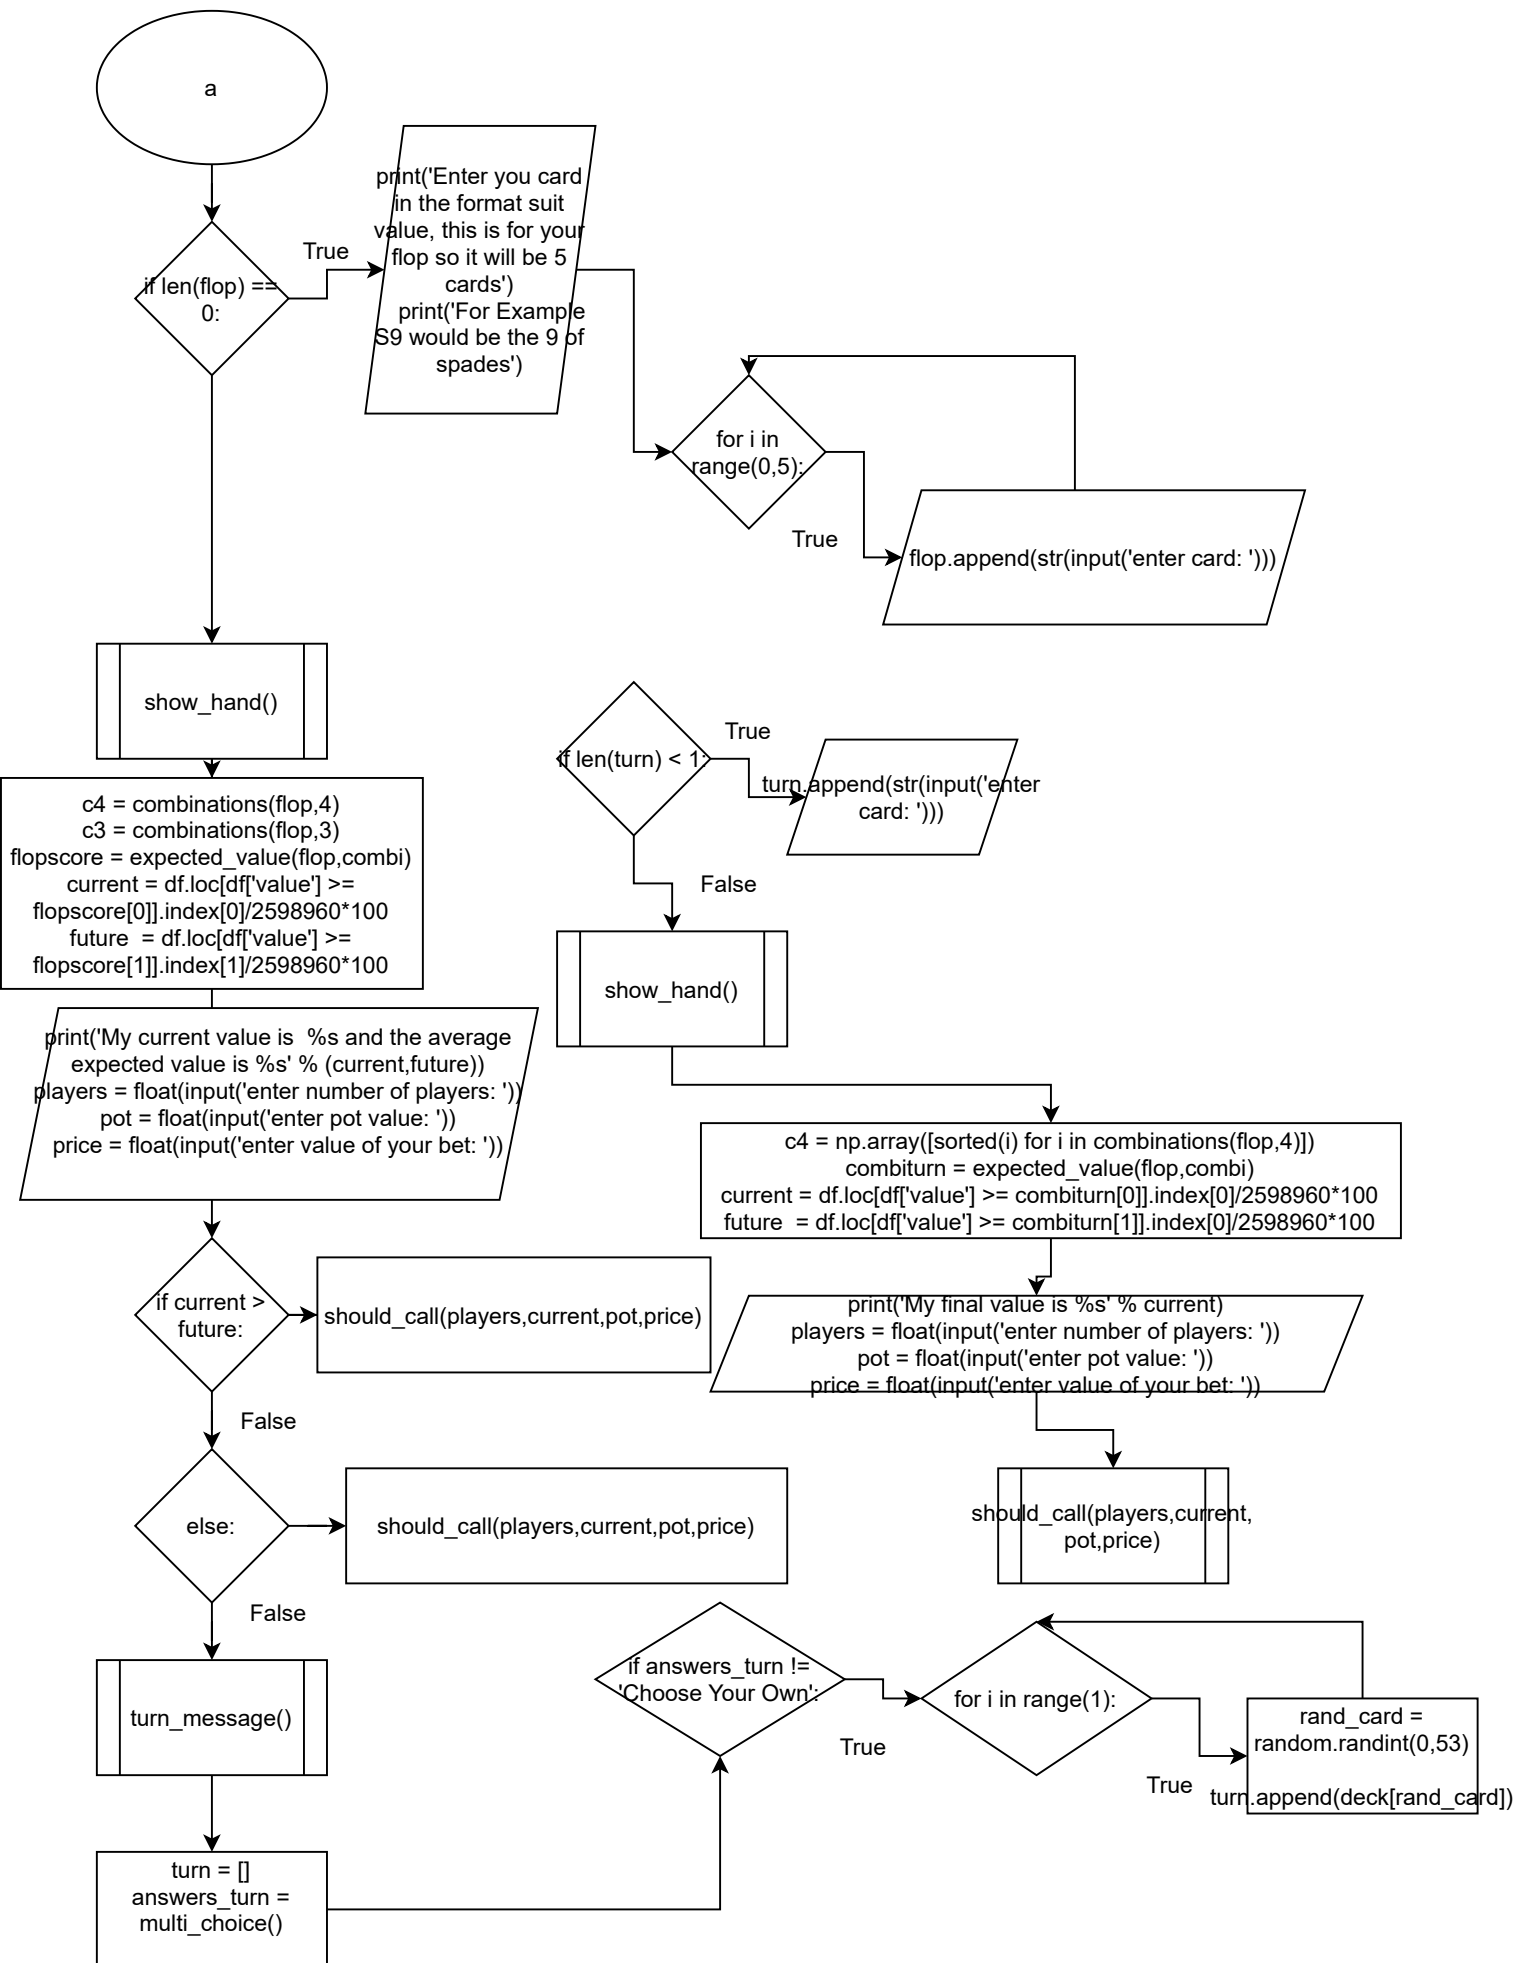 a
if len(flop) ==
0:
True
print('Enter you card
in the format suit
value, this is for your
flop so it will be 5
cards')
print('For Example
S9 would be the 9 of
spades')
for i in
range(0,5):
True
flop.append(str(input('enter card: ')))
show_hand()
c4 = combinations(flop,4)
c3 = combinations(flop,3)
flopscore = expected_value(flop,combi)
current = df.loc[df['value'] >=
flopscore[0]].index[0]/2598960*100
future  = df.loc[df['value'] >=
flopscore[1]].index[1]/2598960*100
print('My current value is  %s and the average
expected value is %s' % (current,future))
players = float(input('enter number of players: '))
pot = float(input('enter pot value: '))
price = float(input('enter value of your bet: '))
if current >
future:
should_call(players,current,pot,price)
False
else:
should_call(players,current,pot,price)
False
turn_message()
turn = []
answers_turn =
multi_choice()
if len(turn) < 1:
True
turn.append(str(input('enter
card: ')))
False
show_hand()
c4 = np.array([sorted(i) for i in combinations(flop,4)])
combiturn = expected_value(flop,combi)
current = df.loc[df['value'] >= combiturn[0]].index[0]/2598960*100
future  = df.loc[df['value'] >= combiturn[1]].index[0]/2598960*100
print('My final value is %s' % current)
players = float(input('enter number of players: '))
pot = float(input('enter pot value: '))
price = float(input('enter value of your bet: '))
should_call(players,current,
pot,price)
if answers_turn !=
'Choose Your Own':
True
for i in range(1):
True
rand_card =
random.randint(0,53)
turn.append(deck[rand_card])